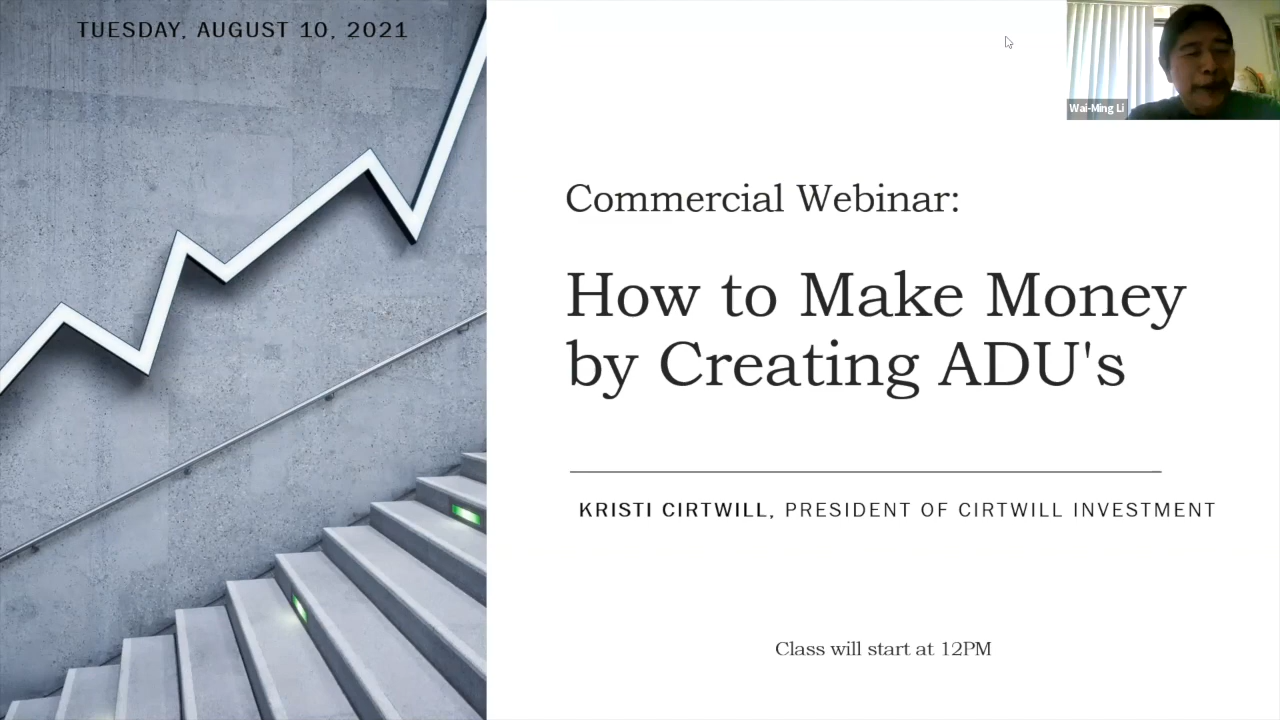 TUESDAY, AUGUST 10, 2021
Wai-Ming Li
Commercial Webinar:
How to Make Money
by Creating ADU's
KRISTI CIRTWILL, PRESIDENT OF CIRTWILL INVESTMENT
Class will start at 12PM